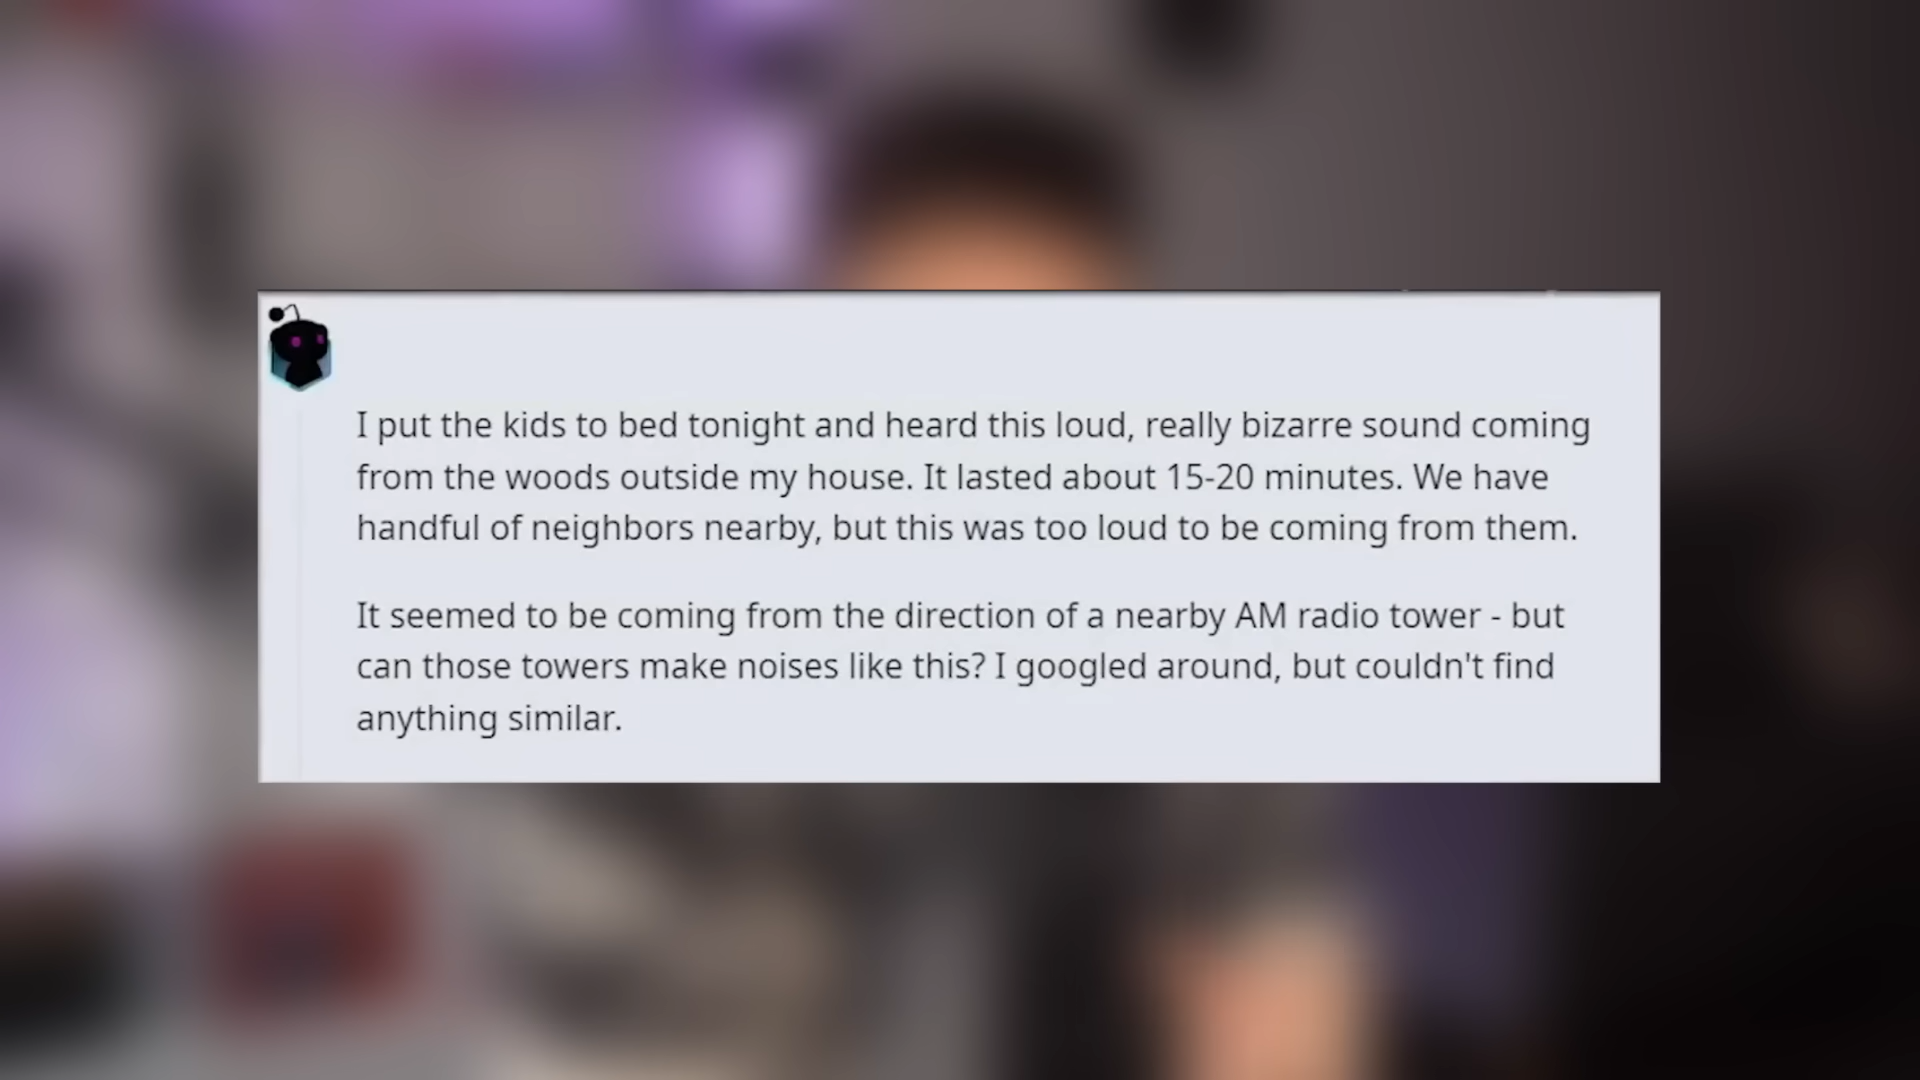 I put the kids to bed tonight and heard this loud, really bizarre sound coming
from the woods outside my house. It lasted about 15-20 minutes. We have
handful of neighbors nearby, but this was too loud to be coming from them.
It seemed to be coming from the direction of a nearby AM radio tower - but
can those towers make noises like this? I googled around, but couldn't find
anything similar.